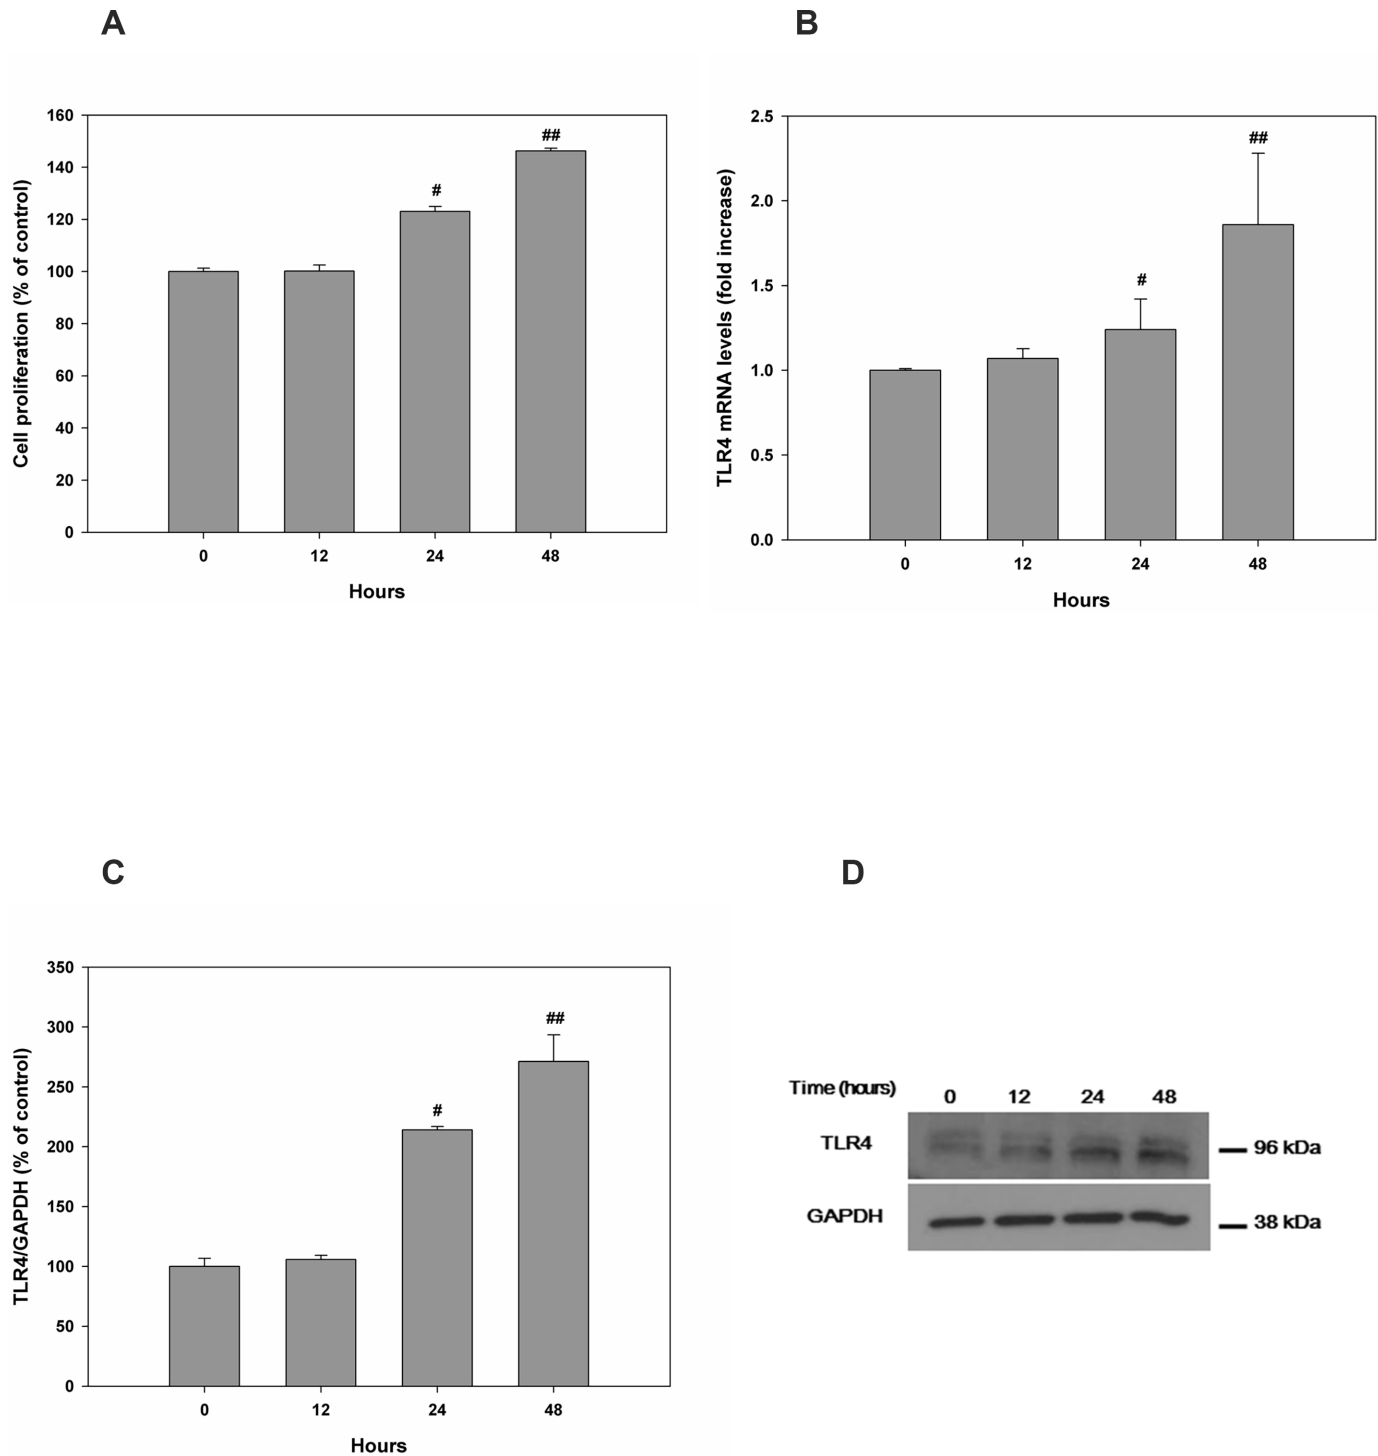 A
Cell proliferation (% of control)
160
140
120
100
80
60
40
20
0
#
##
0 12 24 48
Hours
B
TLR4 mRNA levels (fold increase)
2.5
2.0
1.5
1.0
0.5
0.0
#
##
0 12 24 48
Hours
C
TLR4/GAPDH (% of control)
350
300
250
200
150
100
50
0
#
##
0 12 24 48
Hours
D
Time (hours) 0 12 24 48
TLR4 96 kDa
GAPDH 38 kDa